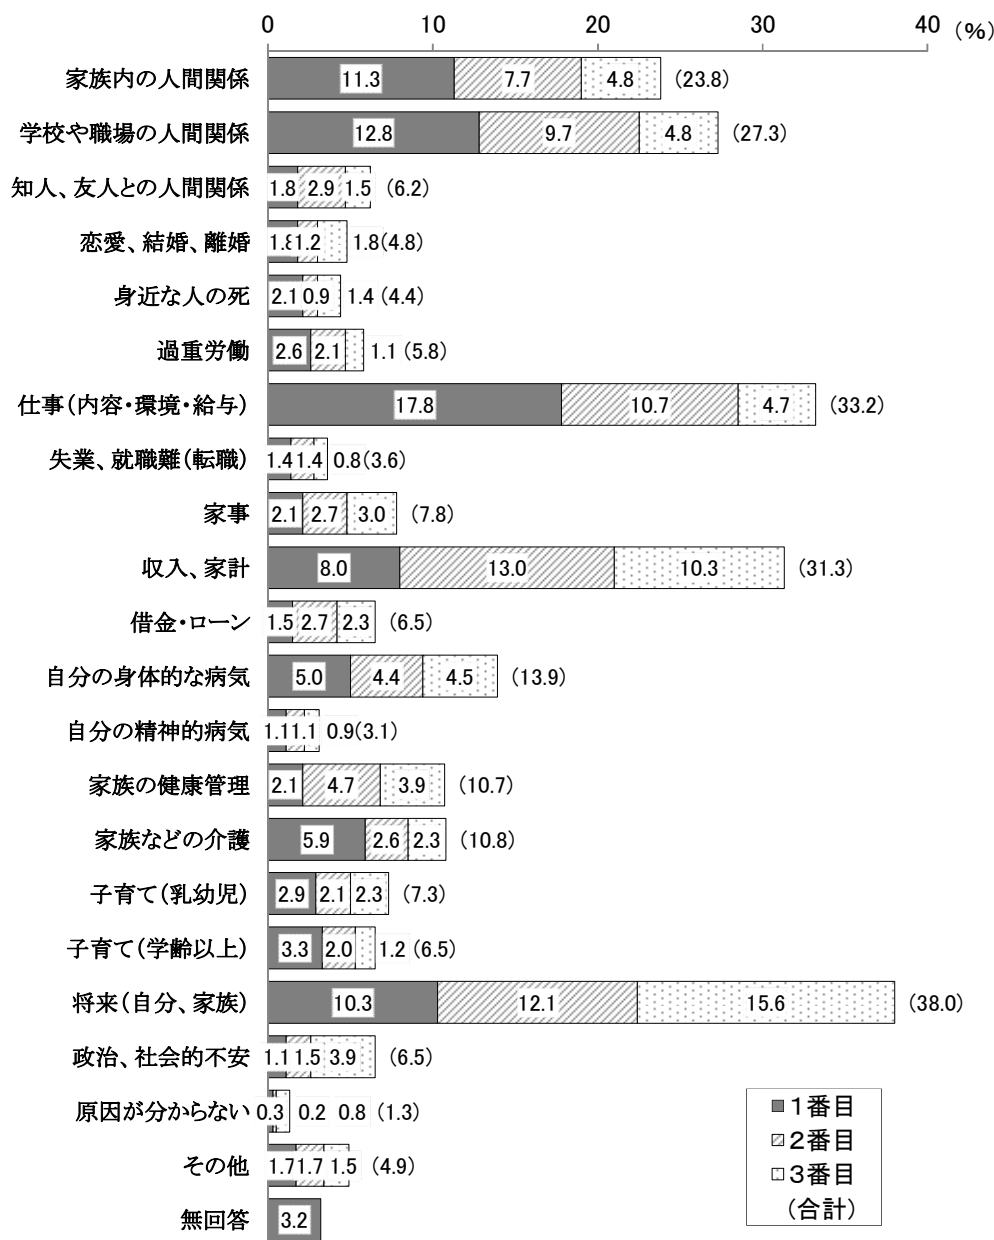 0 10 20 30 40 （%）
家族内の人間関係 11.3 7.7 4.8 (23.8)
学校や職場の人間関係 12.8 9.7 4.8 (27.3)
知人、友人との人間関係 1.8 2.9 1.5 (6.2)
恋愛、結婚、離婚 1.8 1.2 1.8 (4.8)
身近な人の死 2.1 0.9 1.4 (4.4)
過重労働 2.6 2.1 1.1 (5.8)
仕事（内容・環境・給与） 17.8 10.7 4.7 (33.2)
失業、就職難（転職） 1.4 1.4 0.8 (3.6)
家事 2.1 2.7 3.0 (7.8)
収入、家計 8.0 13.0 10.3 (31.3)
借金・ローン 1.5 2.7 2.3 (6.5)
自分の身体的な病気 5.0 4.4 4.5 (13.9)
自分の精神的病気 1.1 1.1 0.9 (3.1)
家族の健康管理 2.1 4.7 3.9 (10.7)
家族などの介護 5.9 2.6 2.3 (10.8)
子育て（乳幼児） 2.9 2.1 2.3 (7.3)
子育て（学齢以上） 3.3 2.0 1.2 (6.5)
将来（自分、家族） 10.3 12.1 15.6 (38.0)
政治、社会的不安 1.1 1.5 3.9 (6.5)
原因が分からない 0.3 0.2 0.8 (1.3)
その他 1.7 1.7 1.5 (4.9)
無回答 3.2
1番目
2番目
3番目
（合計）